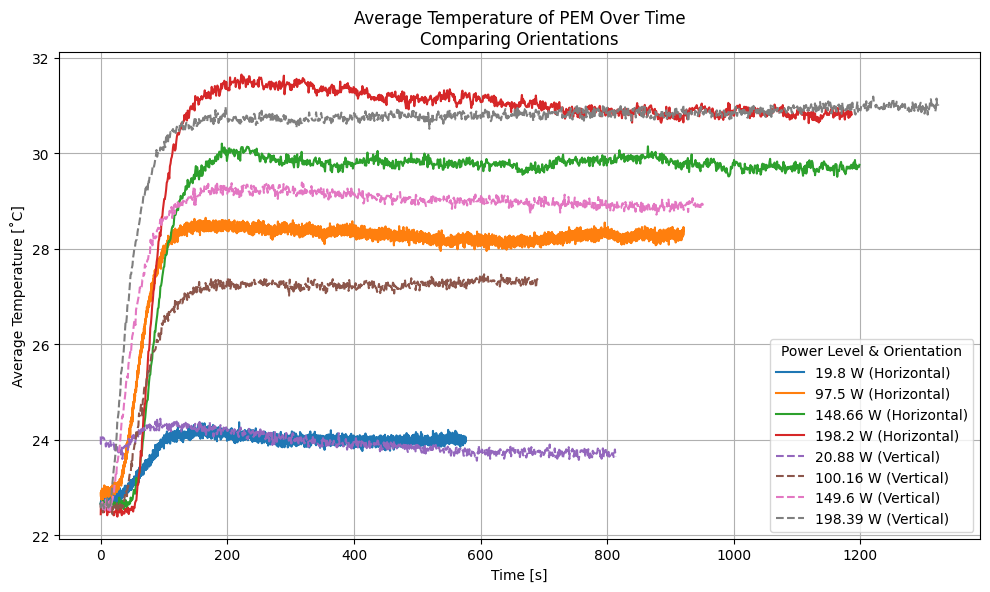 Average Temperature of PEM Over Time
Comparing Orientations
Average Temperature [˚C]
32
30
28
26
24
22
0
200
400
600
800
1000
1200
Time [s]
Power Level & Orientation
19.8 W (Horizontal)
97.5 W (Horizontal)
148.66 W (Horizontal)
198.2 W (Horizontal)
20.88 W (Vertical)
100.16 W (Vertical)
149.6 W (Vertical)
198.39 W (Vertical)